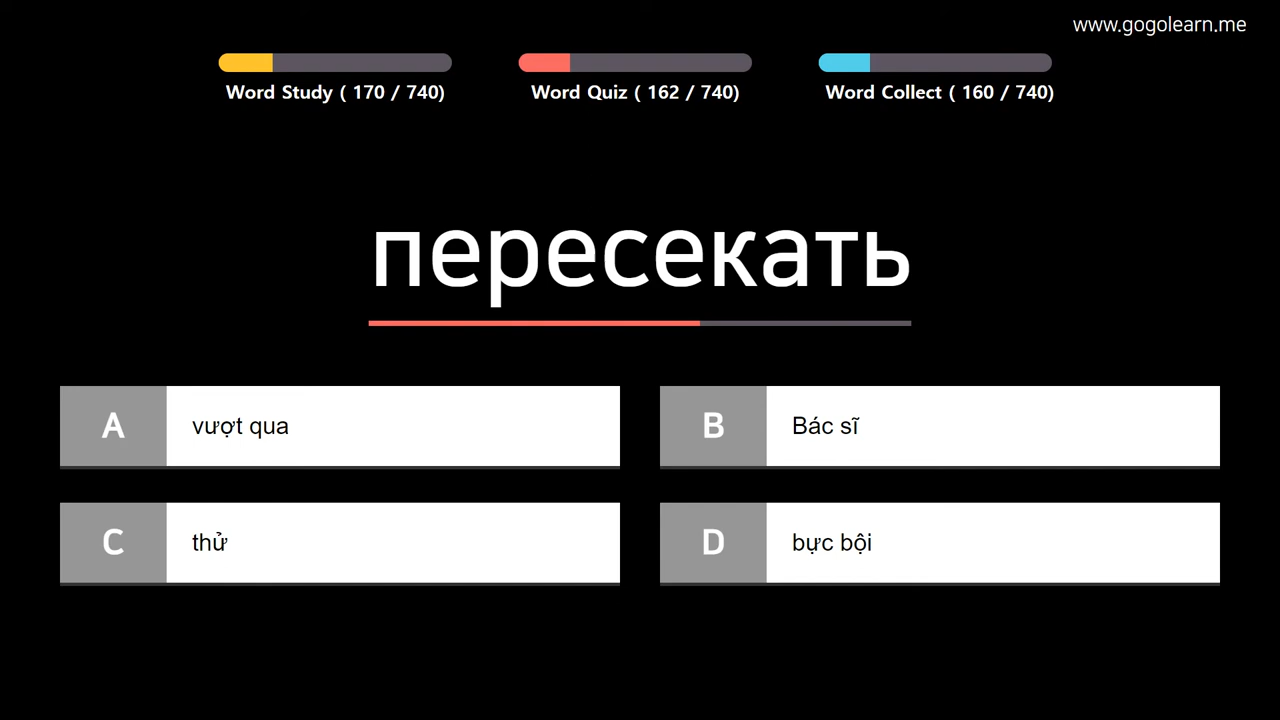 www.gogolearn.me
Word Study ( 170 / 740)
Word Quiz ( 162 / 740)
Word Collect ( 160 / 740)
пересекать
A vượt qua
B Bác sĩ
C thử
D bực bội